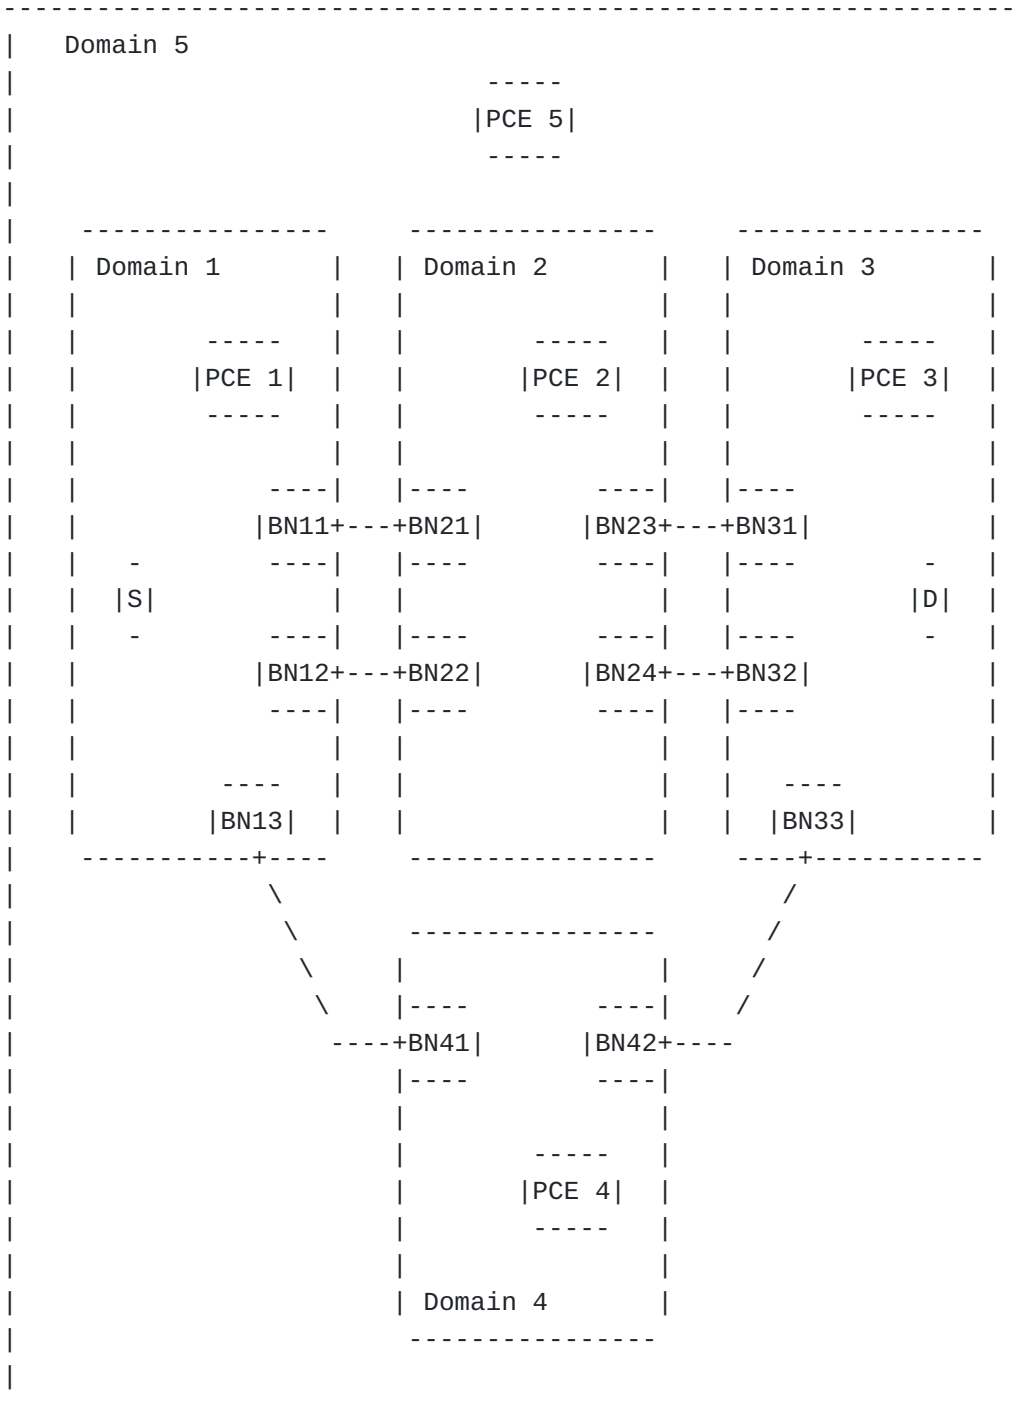 Domain 5
PCE 5
Domain 1 Domain 2 Domain 3
PCE 1 PCE 2 PCE 3
BN11 BN21 BN23 BN31
S D
BN12 BN22 BN24 BN32
BN13 BN33
BN41 BN42
PCE 4
Domain 4